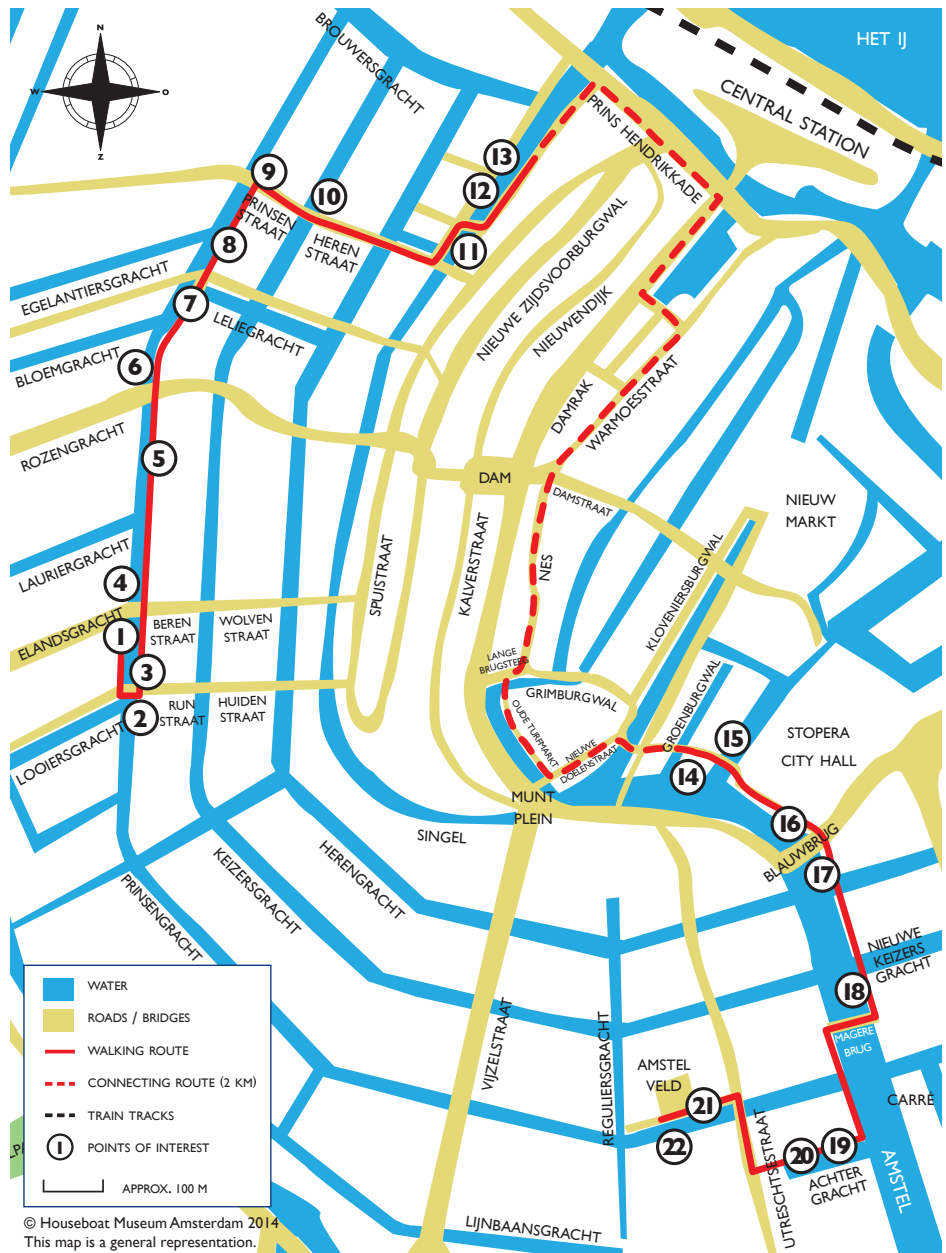 HET IJ
CENTRAL STATION
BROUWERSGRACHT
N
W
O
Z
PRINS HENDRIKKADE
13
12
9
10
PRINSEN
STRAAT
HEREN
STRAAT
11
8
EGELANTIERSGRACHT
7
LELIEGRACHT
NIEUWE ZIJDSVOORBURGWAL
NIEUWENDIJK
BLOEMGRACHT
6
DAMRAK
WARMOESSTRAAT
ROZENGRACHT
5
DAM
DAMSTRAAT
NIEUW
MARKT
LAURIERGRACHT
4
SPUISTRAAT
KALVERSTRAAT
NES
KLOVENIERSBURGWAL
ELANDSGRACHT
1
BEREN
STRAAT
WOLVEN
STRAAT
3
LANGE
BRUGSTEEG
GRIMBURGWAL
2
RUN
STRAAT
HUIDEN
STRAAT
LOOIERSGRACHT
OUDE TURFMARKT
NIEUWE
DOELENSTRAAT
GROENBURGWAL
15
STOPERA
CITY HALL
14
MUNT
PLEIN
SINGEL
16
BLAUWBRUG
17
PRINSENGRACHT
KEIZERSGRACHT
HERENGRACHT
NIEUWE
KEIZERS
GRACHT
18
MAGERE
BRUG
VIJZELSTRAAT
REGULIERSGRACHT
AMSTEL
VELD
21
22
CARRÉ
UTRECHTSESTRAAT
20
19
ACHTER
GRACHT
AMSTEL
LIJNBAANSGRACHT
WATER
ROADS / BRIDGES
WALKING ROUTE
CONNECTING ROUTE (2 KM)
TRAIN TRACKS
1
POINTS OF INTEREST
APPROX. 100 M
© Houseboat Museum Amsterdam 2014
This map is a general representation.